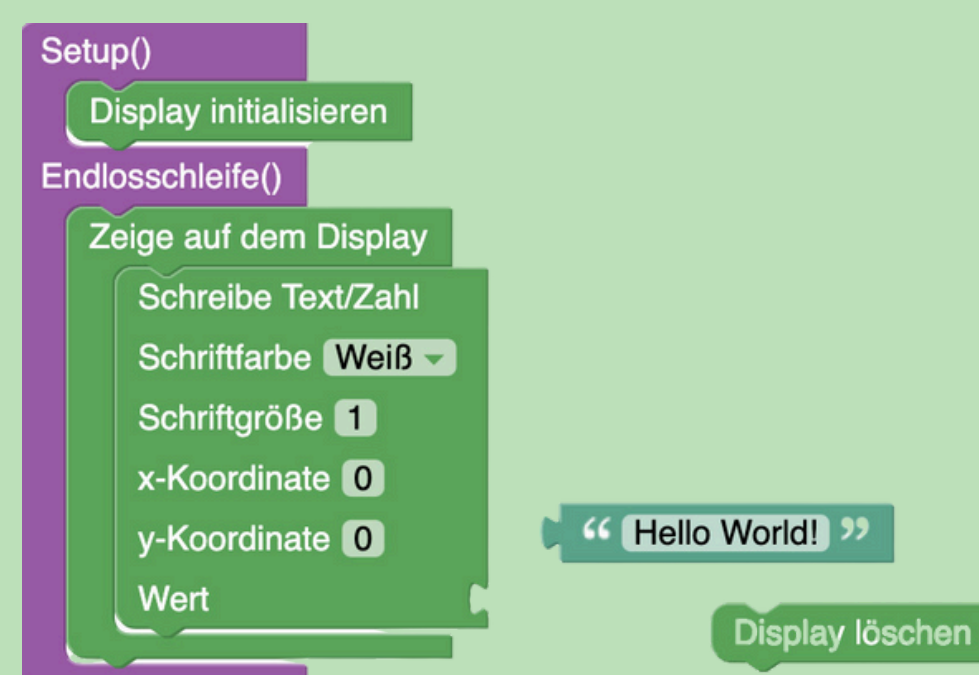 Setup()
Display initialisieren
Endlosschleife()
Zeige auf dem Display
Schreibe Text/Zahl
Schriftfarbe Weiß
Schriftgröße 1
x-Koordinate 0
y-Koordinate 0
“ Hello World! ”
Wert
Display löschen